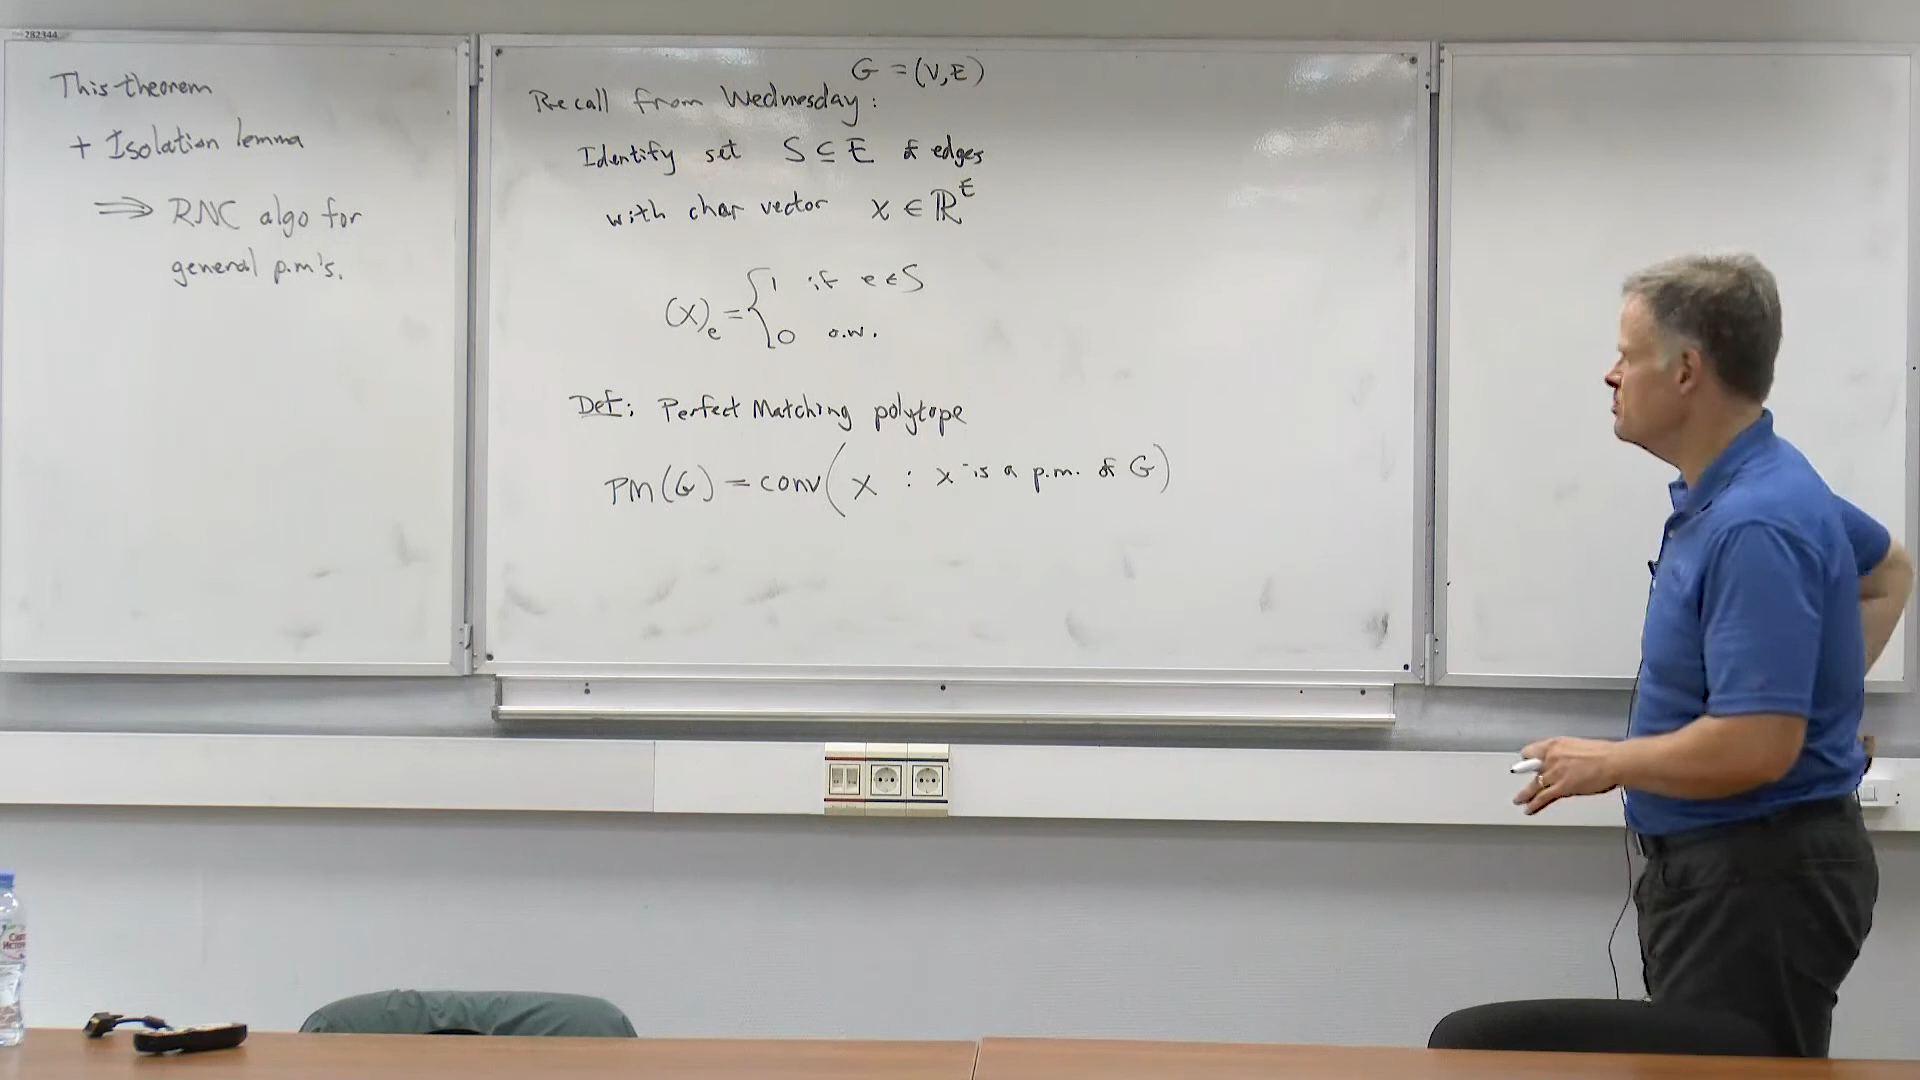 282344
This theorem
+ Isolation lemma
⟹ RNC algo for
general p.m's.
G = (V, E)
Recall from Wednesday:
Identify set S ⊆ E of edges
with char vector x ∈ ℝ^E
(x)_e = { 1 if e ∈ S
0 o.w.
Def: Perfect Matching polytope
PM(G) = conv( x : x is a p.m. of G )